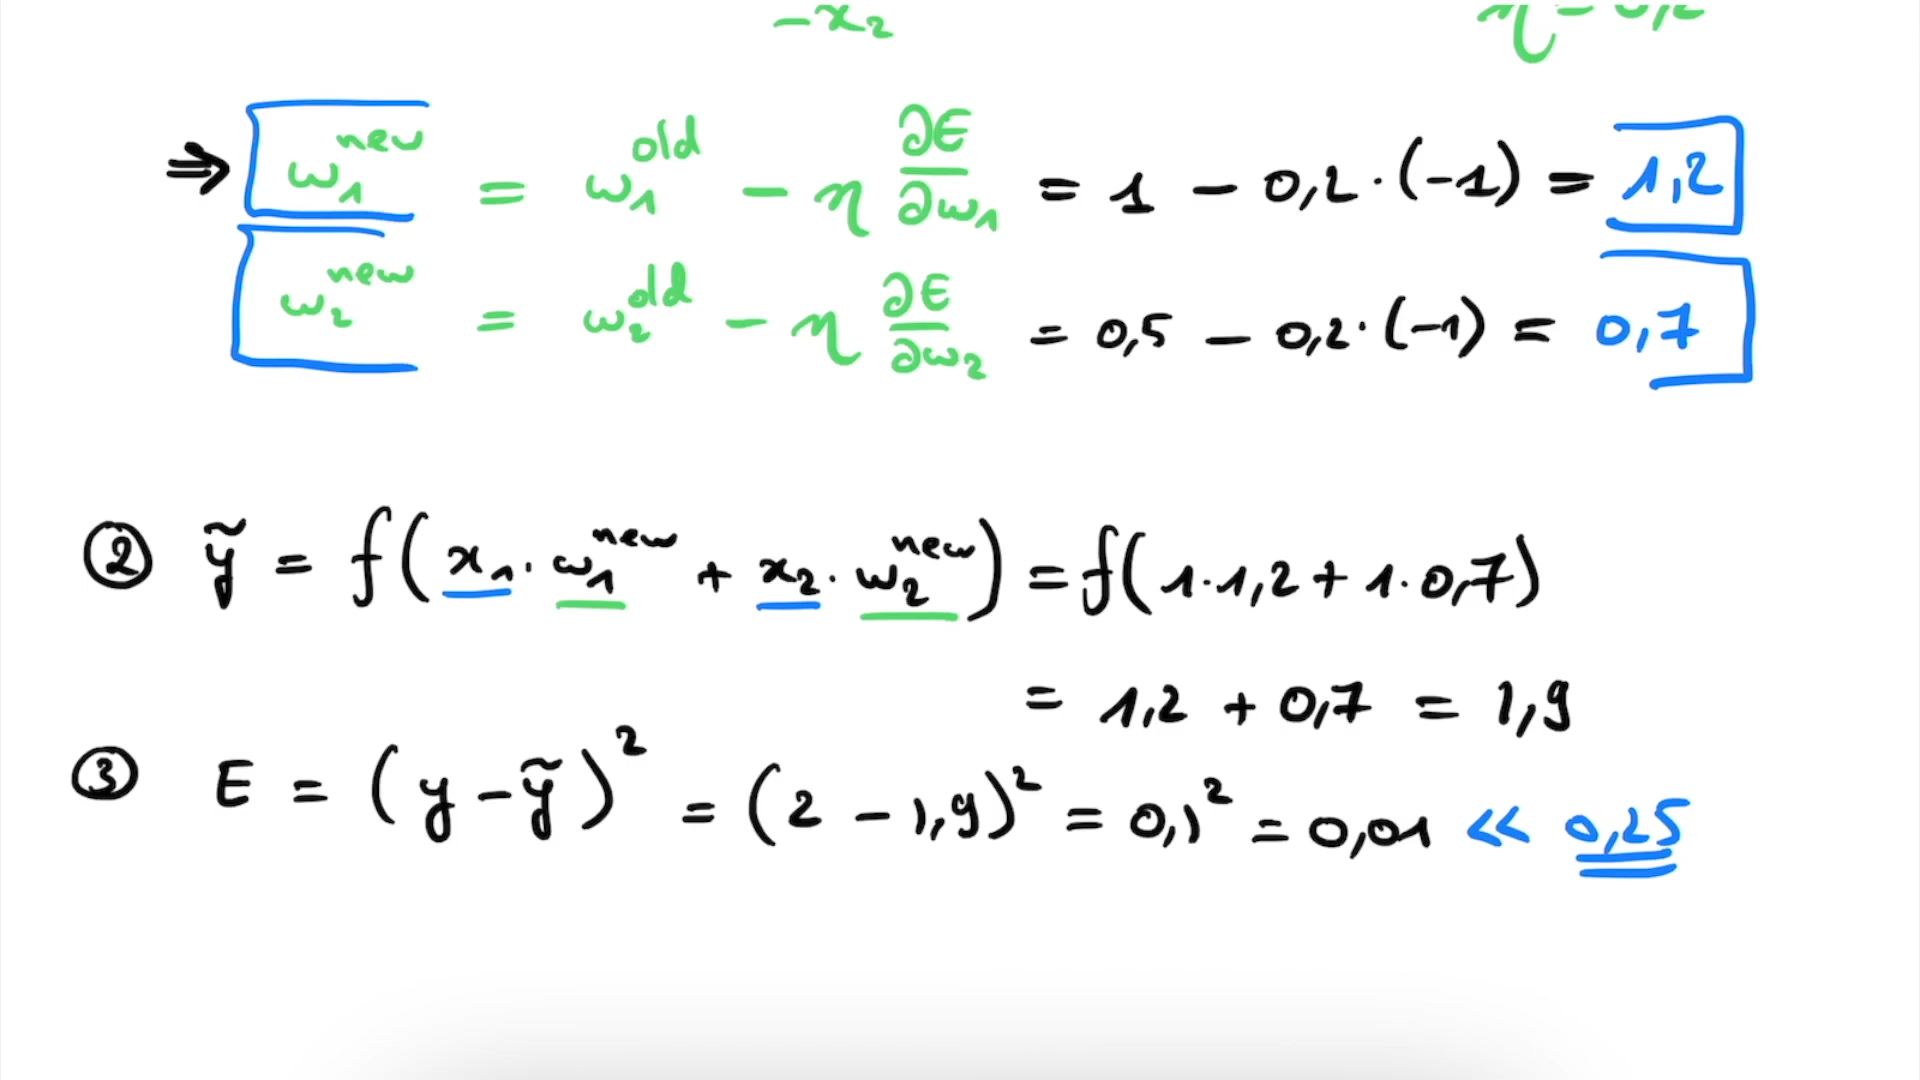 -x₂ η = 0,2
⇒ w₁^new = w₁^old - η ∂E/∂w₁ = 1 - 0,2 · (-1) = 1,2
w₂^new = w₂^old - η ∂E/∂w₂ = 0,5 - 0,2 · (-1) = 0,7
② ỹ = f(x₁ · w₁^new + x₂ · w₂^new) = f(1 · 1,2 + 1 · 0,7)
= 1,2 + 0,7 = 1,9
③ E = (y - ỹ)² = (2 - 1,9)² = 0,1² = 0,01 << 0,25